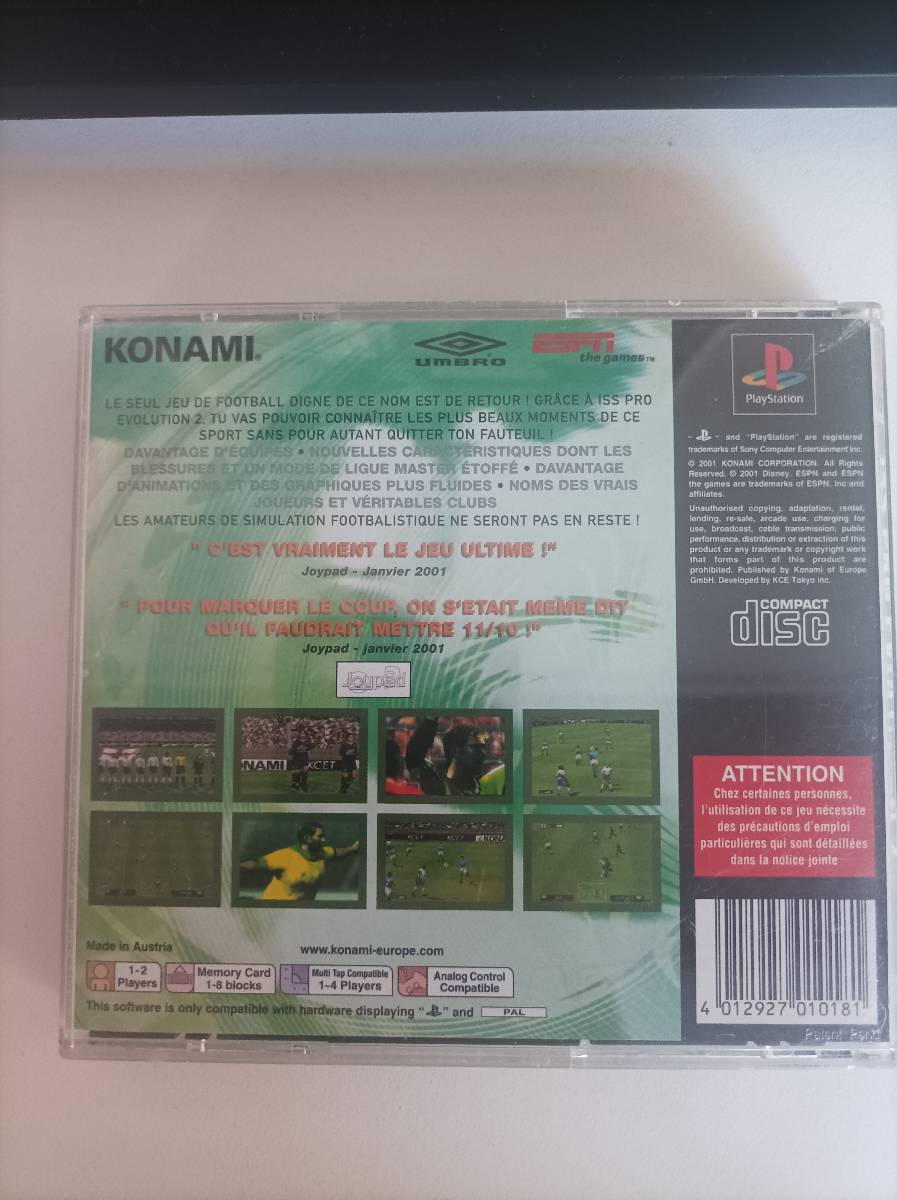 KONAMI®
UMBRO
ESPN
the games™
LE SEUL JEU DE FOOTBALL DIGNE DE CE NOM EST DE RETOUR ! GRÂCE À ISS PRO
EVOLUTION 2, TU VAS POUVOIR CONNAÎTRE LES PLUS BEAUX MOMENTS DE CE
SPORT SANS POUR AUTANT QUITTER TON FAUTEUIL !
DAVANTAGE D'ÉQUIPES • NOUVELLES CARACTÉRISTIQUES DONT LES
BLESSURES ET UN MODE DE LIGUE MASTER ÉTOFFÉ • DAVANTAGE
D'ANIMATIONS ET DES GRAPHIQUES PLUS FLUIDES • NOMS DES VRAIS
JOUEURS ET VÉRITABLES CLUBS
LES AMATEURS DE SIMULATION FOOTBALISTIQUE NE SERONT PAS EN RESTE !
" C'EST VRAIMENT LE JEU ULTIME !"
Joypad - Janvier 2001
" POUR MARQUER LE COUP, ON S'ETAIT MEME DIT
QU'IL FAUDRAIT METTRE 11/10 !"
Joypad - janvier 2001
Joypad
NAMI
KCET
KONA
Made in Austria
www.konami-europe.com
1-2
Players
Memory Card
1-8 blocks
Multi Tap Compatible
1~4 Players
Analog Control
Compatible
This software is only compatible with hardware displaying " " and PAL
PlayStation
" " and "PlayStation" are registered
trademarks of Sony Computer Entertainment Inc.
© 2001 KONAMI CORPORATION. All Rights
Reserved. © 2001 Disney. ESPN and ESPN
the games are trademarks of ESPN, Inc and
affiliates.
Unauthorised copying, adaptation, rental,
lending, re-sale, arcade use, charging for
use, broadcast, cable transmission, public
performance, distribution or extraction of this
product or any trademark or copyright work
that forms part of this product are
prohibited. Published by Konami of Europe
GmbH. Developed by KCE Tokyo inc.
COMPACT
disc
ATTENTION
Chez certaines personnes,
l'utilisation de ce jeu nécessite
des précautions d'emploi
particulières qui sont détaillées
dans la notice jointe
4 012927 010181
Patent Pend